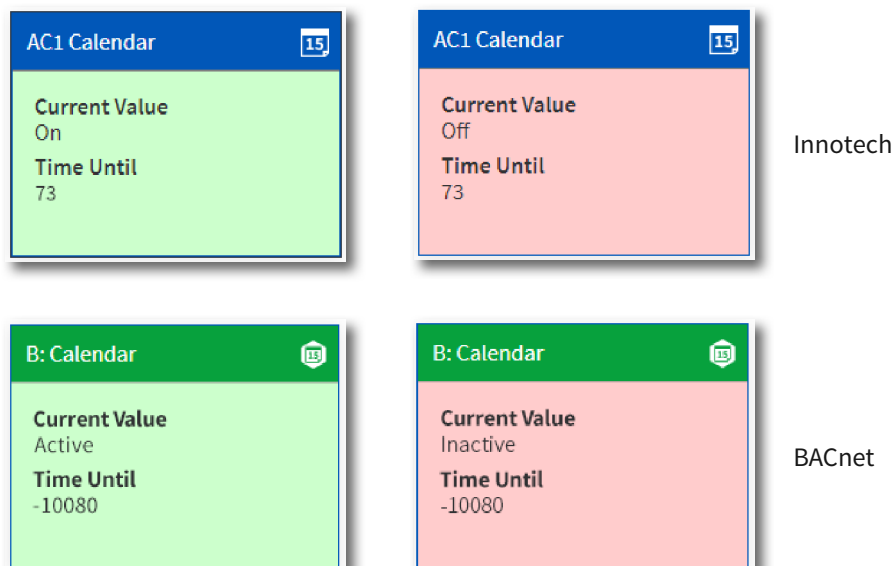 AC1 Calendar 15 AC1 Calendar 15
Current Value Current Value
On Off
Innotech
Time Until Time Until
73 73
B: Calendar 15 B: Calendar 15
Current Value Current Value
Active Inactive
BACnet
Time Until Time Until
-10080 -10080